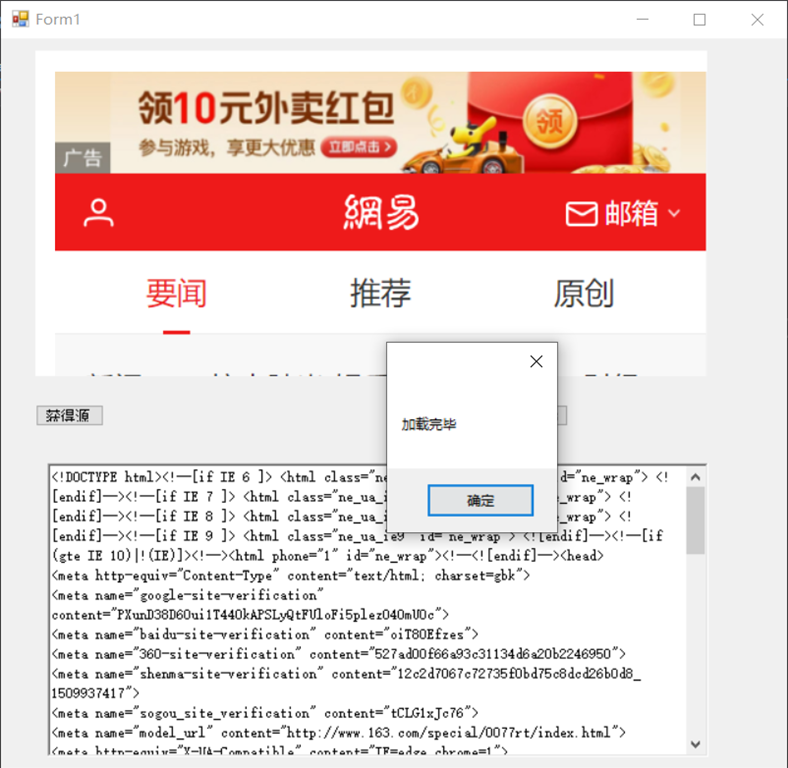 Form1
领10元外卖红包
参与游戏，享更大优惠 立即点击
领
广告
網易
邮箱
要闻
推荐
原创
获得源
加载完毕
确定
<!DOCTYPE html><!--[if IE 6 ]> <html class="ne d="ne_wrap"> <!
[endif]--><!--[if IE 7 ]> <html class="ne_ua_i e_wrap"> <!
[endif]--><!--[if IE 8 ]> <html class="ne_ua_i e_wrap"> <!
[endif]--><!--[if IE 9 ]> <html class="ne_ua_ie9" id="ne_wrap"> <![endif]--><!--[if
(gte IE 10)|!(IE)]><!--><html phone="1" id="ne_wrap"><!--<![endif]--><head>
<meta http-equiv="Content-Type" content="text/html; charset=gbk">
<meta name="google-site-verification"
content="PXunD38D6Oui1T44OkAPSLyQtFUloFi5plez040mUOc">
<meta name="baidu-site-verification" content="oiT80Efzes">
<meta name="360-site-verification" content="527ad00f66a93c31134d6a20b2246950">
<meta name="shenma-site-verification" content="12c2d7067c72735f0bd75c8dcd26b0d8_
1509937417">
<meta name="sogou_site_verification" content="tCLG1xJc76">
<meta name="model_url" content="http://www.163.com/special/0077rt/index.html">
<meta http-equiv="X-UA-Compatible" content="IE=edge,chrome=1">